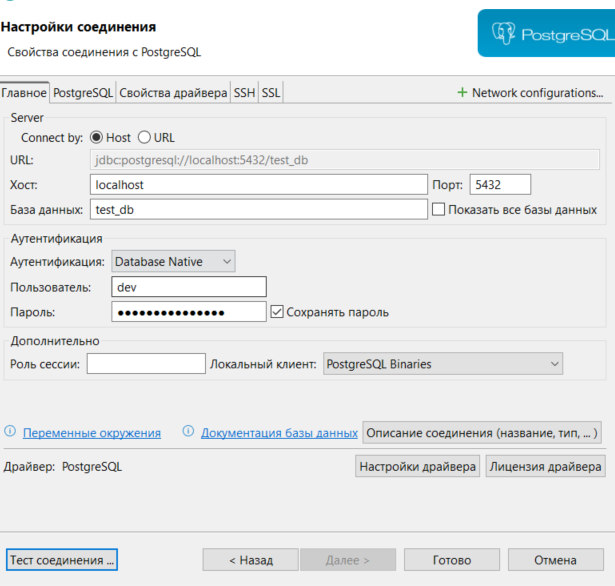 Настройки соединения
Свойства соединения с PostgreSQL
PostgreSQL
Главное PostgreSQL Свойства драйвера SSH SSL + Network configurations...
Server
Connect by: Host URL
URL: jdbc:postgresql://localhost:5432/test_db
Хост: localhost Порт: 5432
База данных: test_db Показать все базы данных
Аутентификация
Аутентификация: Database Native
Пользователь: dev
Пароль: ●●●●●●●●●●●●●●● Сохранять пароль
Дополнительно
Роль сессии: Локальный клиент: PostgreSQL Binaries
Переменные окружения Документация базы данных Описание соединения (название, тип, ... )
Драйвер: PostgreSQL Настройки драйвера Лицензия драйвера
Тест соединения ... < Назад Далее > Готово Отмена